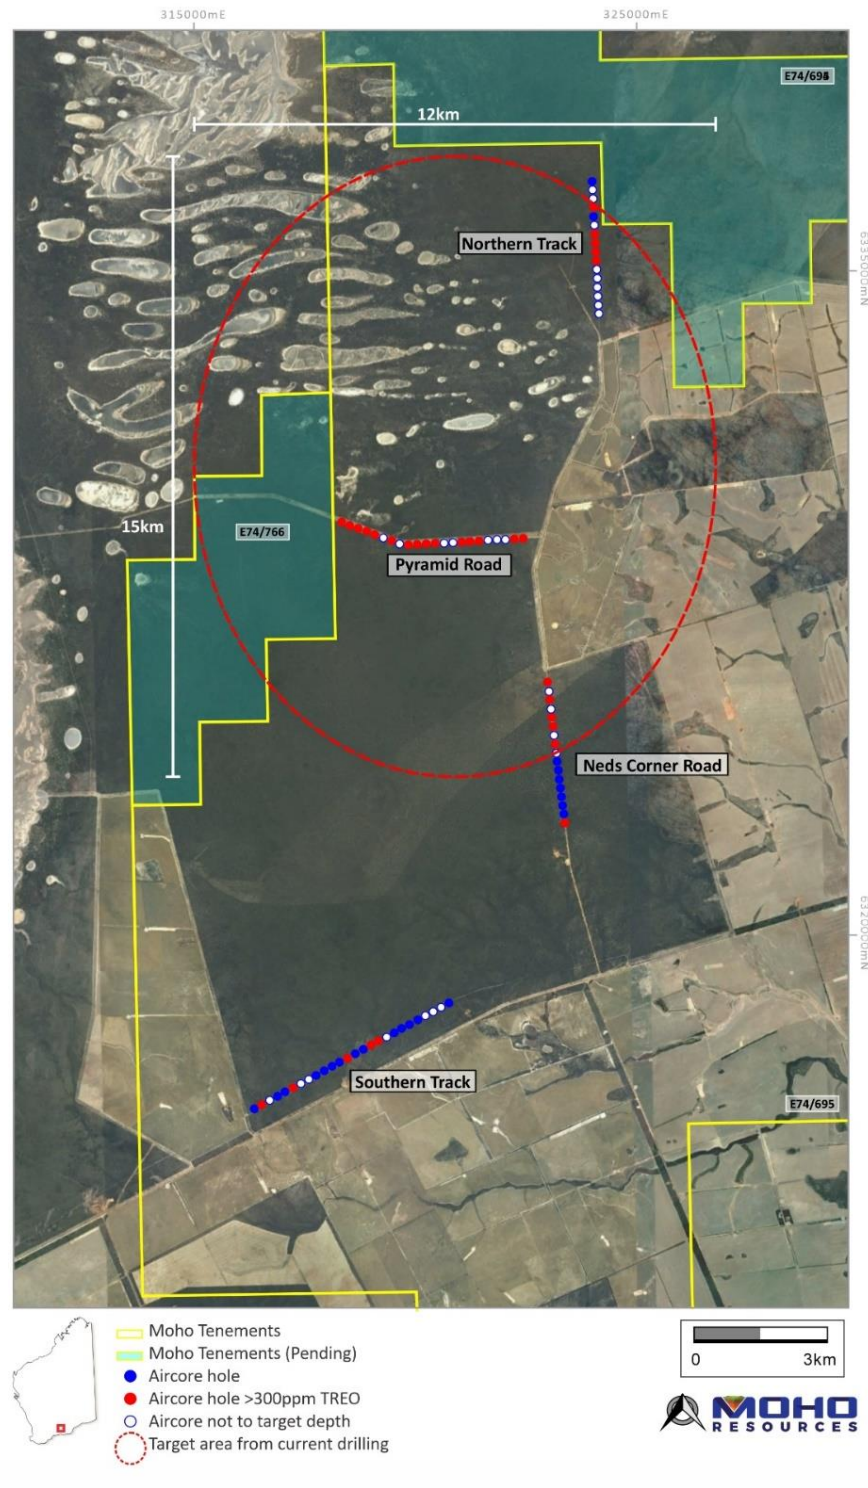 315000mE
325000mE
E74/694
12km
Northern Track
6335000mN
15km
E74/766
Pyramid Road
Neds Corner Road
6320000mN
Southern Track
E74/695
Moho Tenements
Moho Tenements (Pending)
Aircore hole
Aircore hole >300ppm TREO
Aircore not to target depth
Target area from current drilling
0 3km
MOHO
RESOURCES